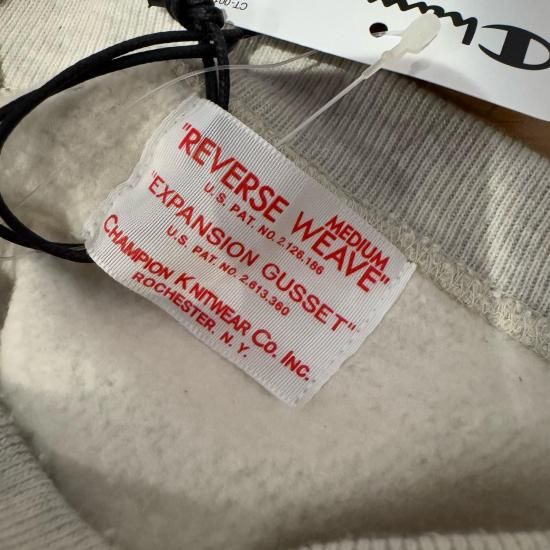 MEDIUM
"REVERSE WEAVE"
U.S. PAT. NO. 2,126,186
"EXPANSION GUSSET"
U.S. PAT. NO. 2,613,360
CHAMPION KNITWEAR CO. INC.
ROCHESTER. N. Y.